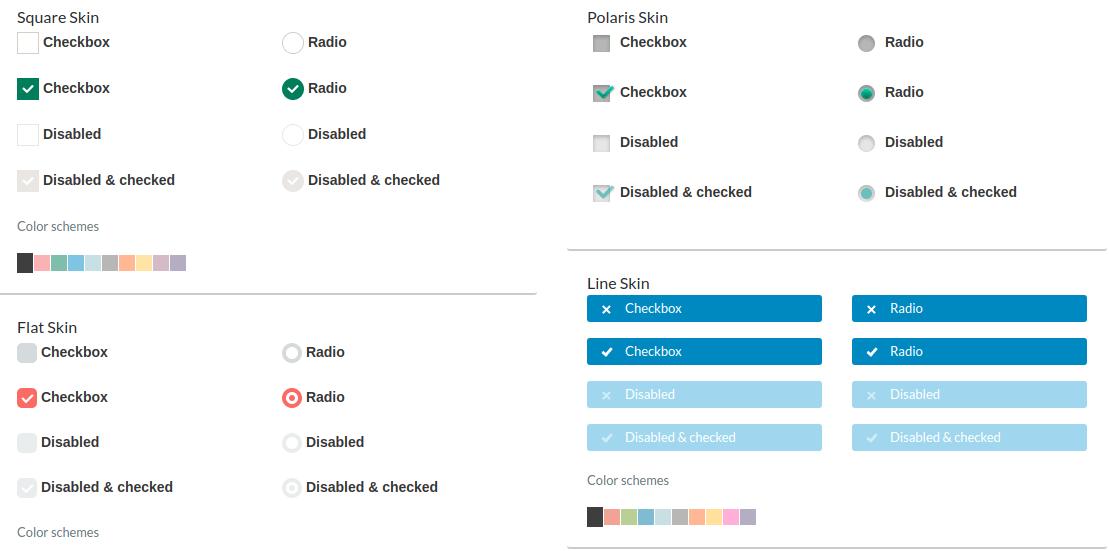 Square Skin
Checkbox Radio
Checkbox Radio
Disabled Disabled
Disabled & checked Disabled & checked
Color schemes
Flat Skin
Checkbox Radio
Checkbox Radio
Disabled Disabled
Disabled & checked Disabled & checked
Color schemes
Polaris Skin
Checkbox Radio
Checkbox Radio
Disabled Disabled
Disabled & checked Disabled & checked
Line Skin
Checkbox Radio
Checkbox Radio
Disabled Disabled
Disabled & checked Disabled & checked
Color schemes